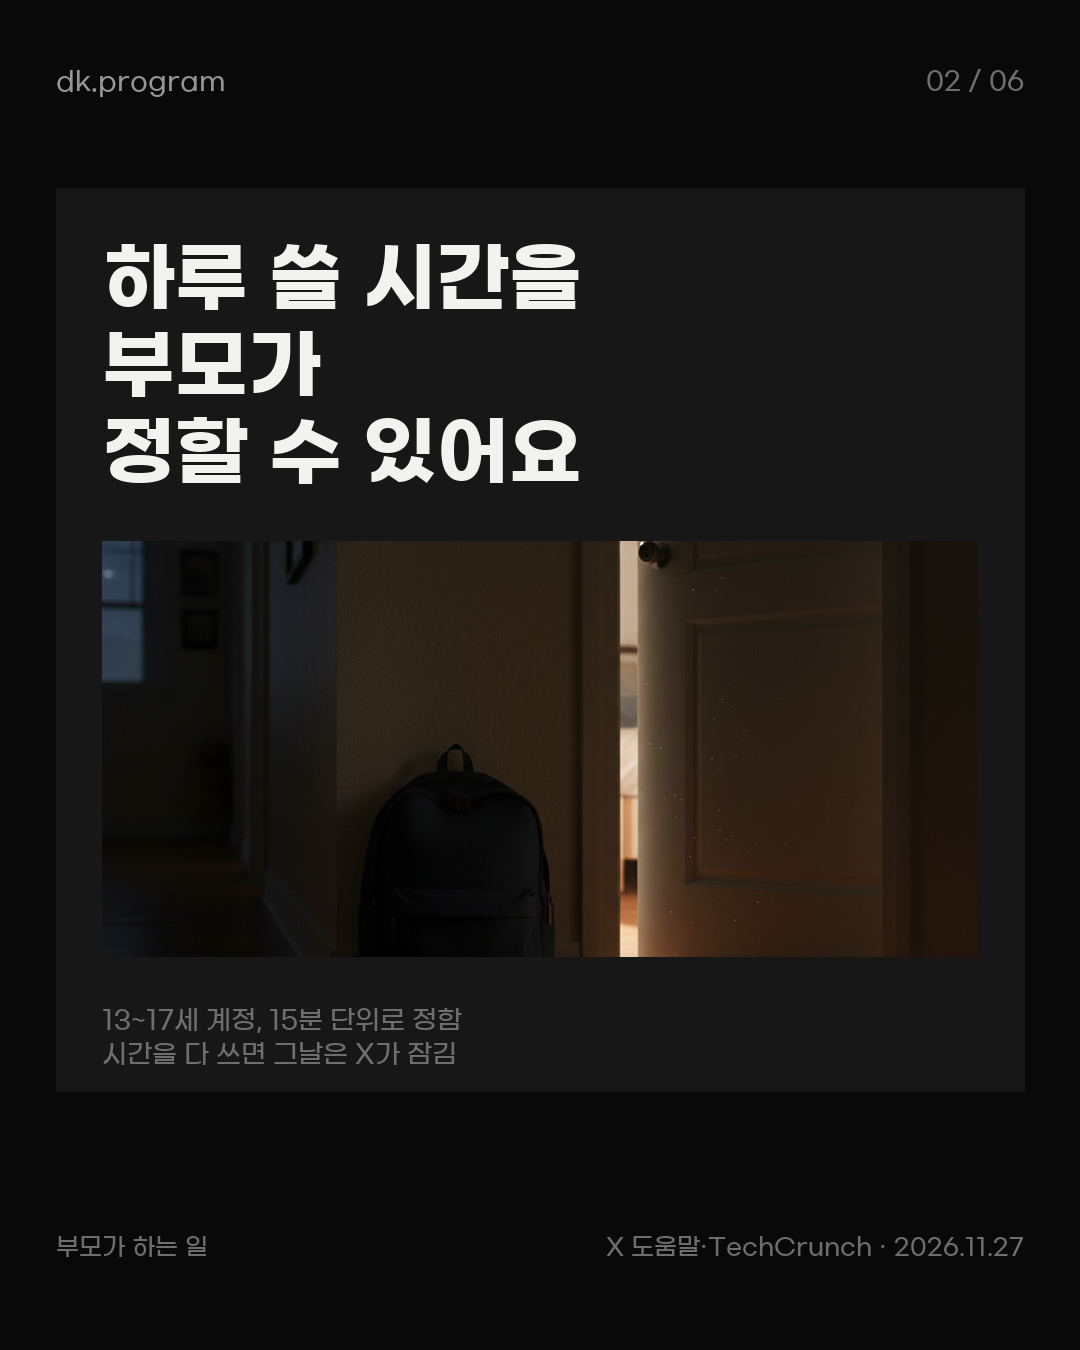 dk.program
02 / 06
하루 쓸 시간을
부모가
정할 수 있어요
13~17세 계정, 15분 단위로 정함
시간을 다 쓰면 그날은 X가 잠김
부모가 하는 일
X 도움말·TechCrunch · 2026.11.27